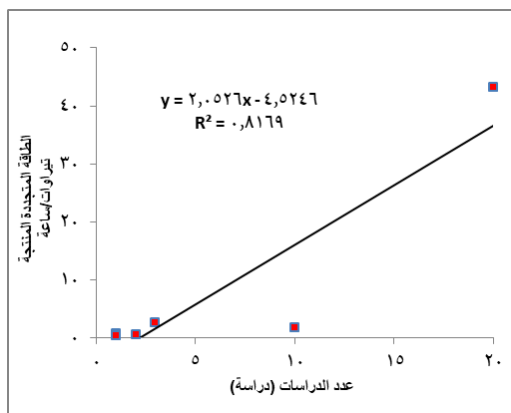 ٥٠
٤٠
٣٠
٢٠
١٠
٠
الطاقة المتجددة المنتجة
تيراوات/ساعة
y = ٢,٠٥٢٦x - ٤,٥٢٤٦
R² = ٠,٨١٦٩
٠ ٥ ١٠ ١٥ ٢٠
عدد الدراسات (دراسة)